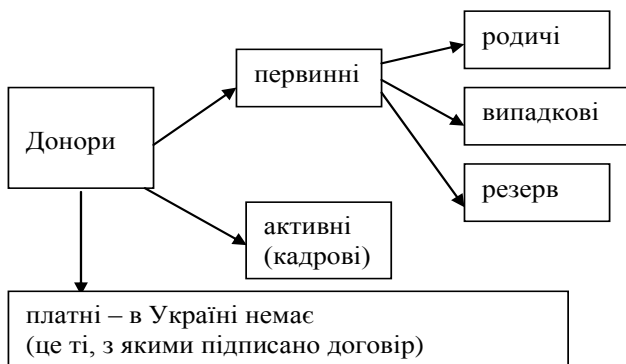 родичі
первинні
випадкові
Донори
резерв
активні
(кадрові)
платні – в Україні немає
(це ті, з якими підписано договір)